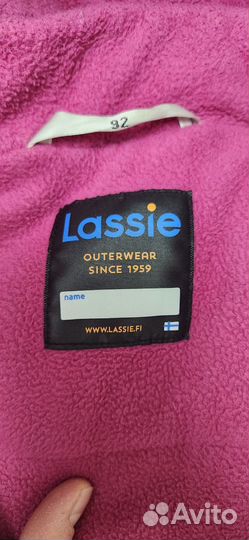 92
Lassie
OUTERWEAR
SINCE 1959
name
WWW.LASSIE.FI
Avito